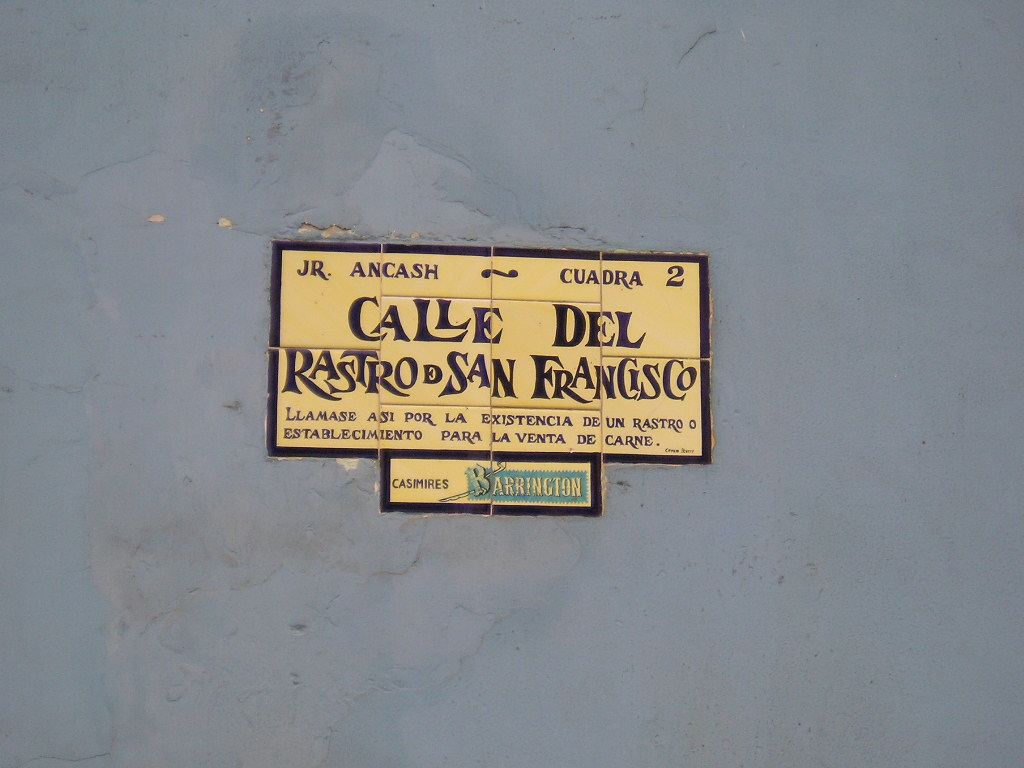 JR. ANCASH ~ CUADRA 2
CALLE DEL
RASTRO D SAN FRANCISCO
LLAMASE ASI POR LA EXISTENCIA DE UN RASTRO O
ESTABLECIMIENTO PARA LA VENTA DE CARNE.
CASIMIRES BARRINGTON